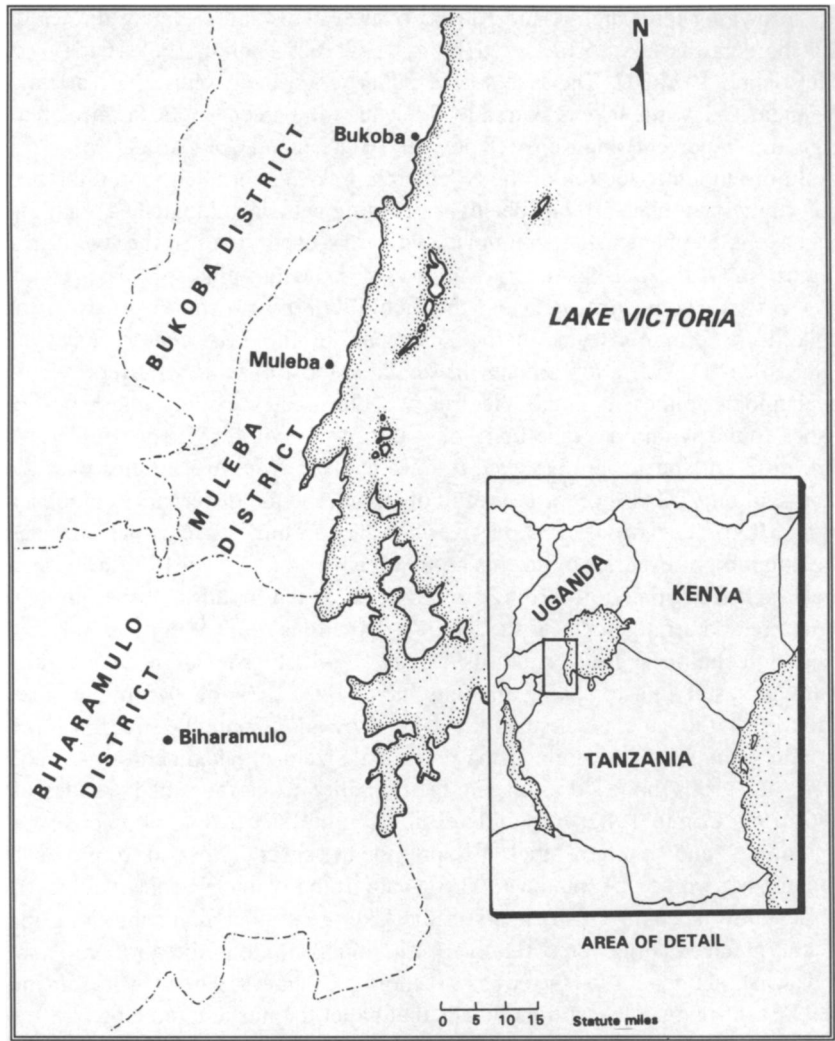 N
Bukoba
BUKOBA DISTRICT
LAKE VICTORIA
Muleba
MULEBA
DISTRICT
UGANDA
KENYA
BIHARAMULO
DISTRICT
Biharamulo
TANZANIA
AREA OF DETAIL
0 5 10 15 Statute miles